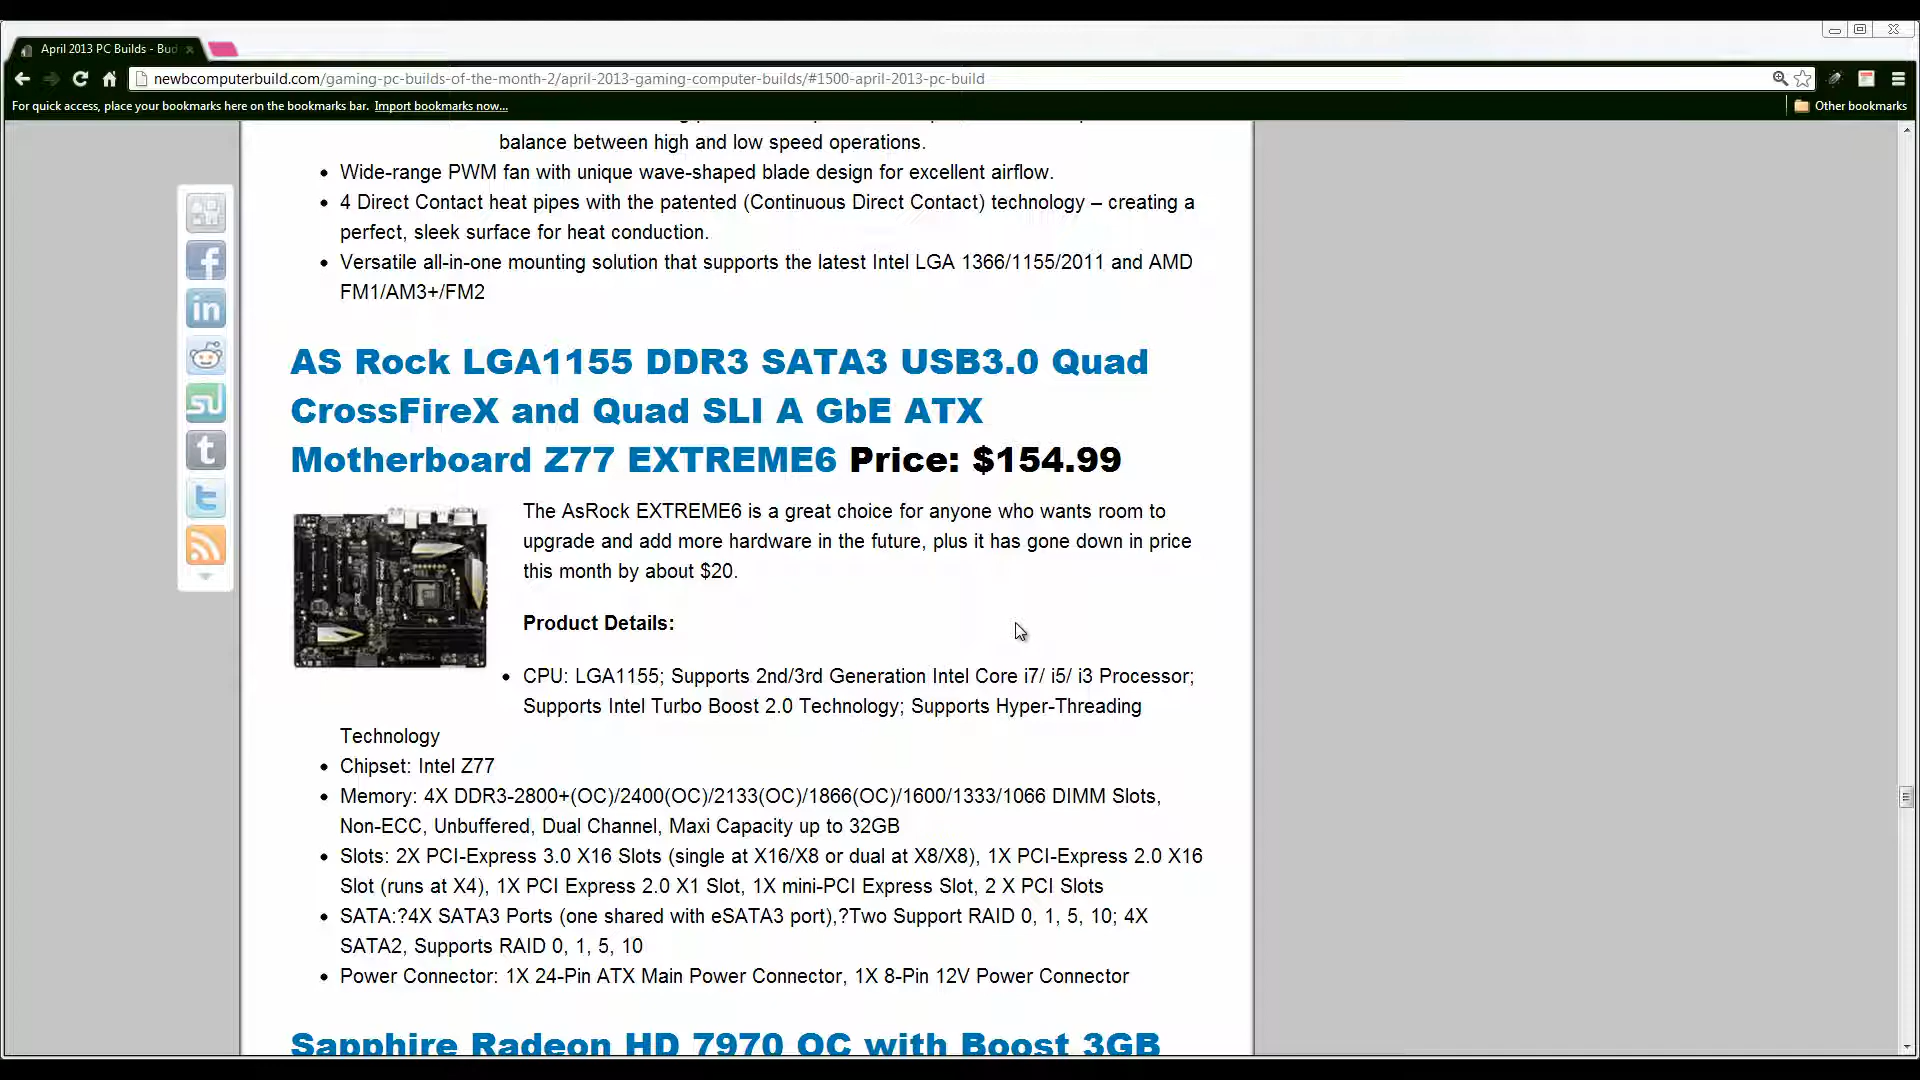 April 2013 PC Builds - Bud
newbcomputerbuild.com/gaming-pc-builds-of-the-month-2/april-2013-gaming-computer-builds/#1500-april-2013-pc-build
For quick access, place your bookmarks here on the bookmarks bar. Import bookmarks now...
Other bookmarks
balance between high and low speed operations.
Wide-range PWM fan with unique wave-shaped blade design for excellent airflow.
4 Direct Contact heat pipes with the patented (Continuous Direct Contact) technology – creating a
perfect, sleek surface for heat conduction.
Versatile all-in-one mounting solution that supports the latest Intel LGA 1366/1155/2011 and AMD
FM1/AM3+/FM2
AS Rock LGA1155 DDR3 SATA3 USB3.0 Quad
CrossFireX and Quad SLI A GbE ATX
Motherboard Z77 EXTREME6 Price: $154.99
The AsRock EXTREME6 is a great choice for anyone who wants room to
upgrade and add more hardware in the future, plus it has gone down in price
this month by about $20.
Product Details:
CPU: LGA1155; Supports 2nd/3rd Generation Intel Core i7/ i5/ i3 Processor;
Supports Intel Turbo Boost 2.0 Technology; Supports Hyper-Threading
Technology
Chipset: Intel Z77
Memory: 4X DDR3-2800+(OC)/2400(OC)/2133(OC)/1866(OC)/1600/1333/1066 DIMM Slots,
Non-ECC, Unbuffered, Dual Channel, Maxi Capacity up to 32GB
Slots: 2X PCI-Express 3.0 X16 Slots (single at X16/X8 or dual at X8/X8), 1X PCI-Express 2.0 X16
Slot (runs at X4), 1X PCI Express 2.0 X1 Slot, 1X mini-PCI Express Slot, 2 X PCI Slots
SATA:?4X SATA3 Ports (one shared with eSATA3 port),?Two Support RAID 0, 1, 5, 10; 4X
SATA2, Supports RAID 0, 1, 5, 10
Power Connector: 1X 24-Pin ATX Main Power Connector, 1X 8-Pin 12V Power Connector
Sapphire Radeon HD 7970 OC with Boost 3GB